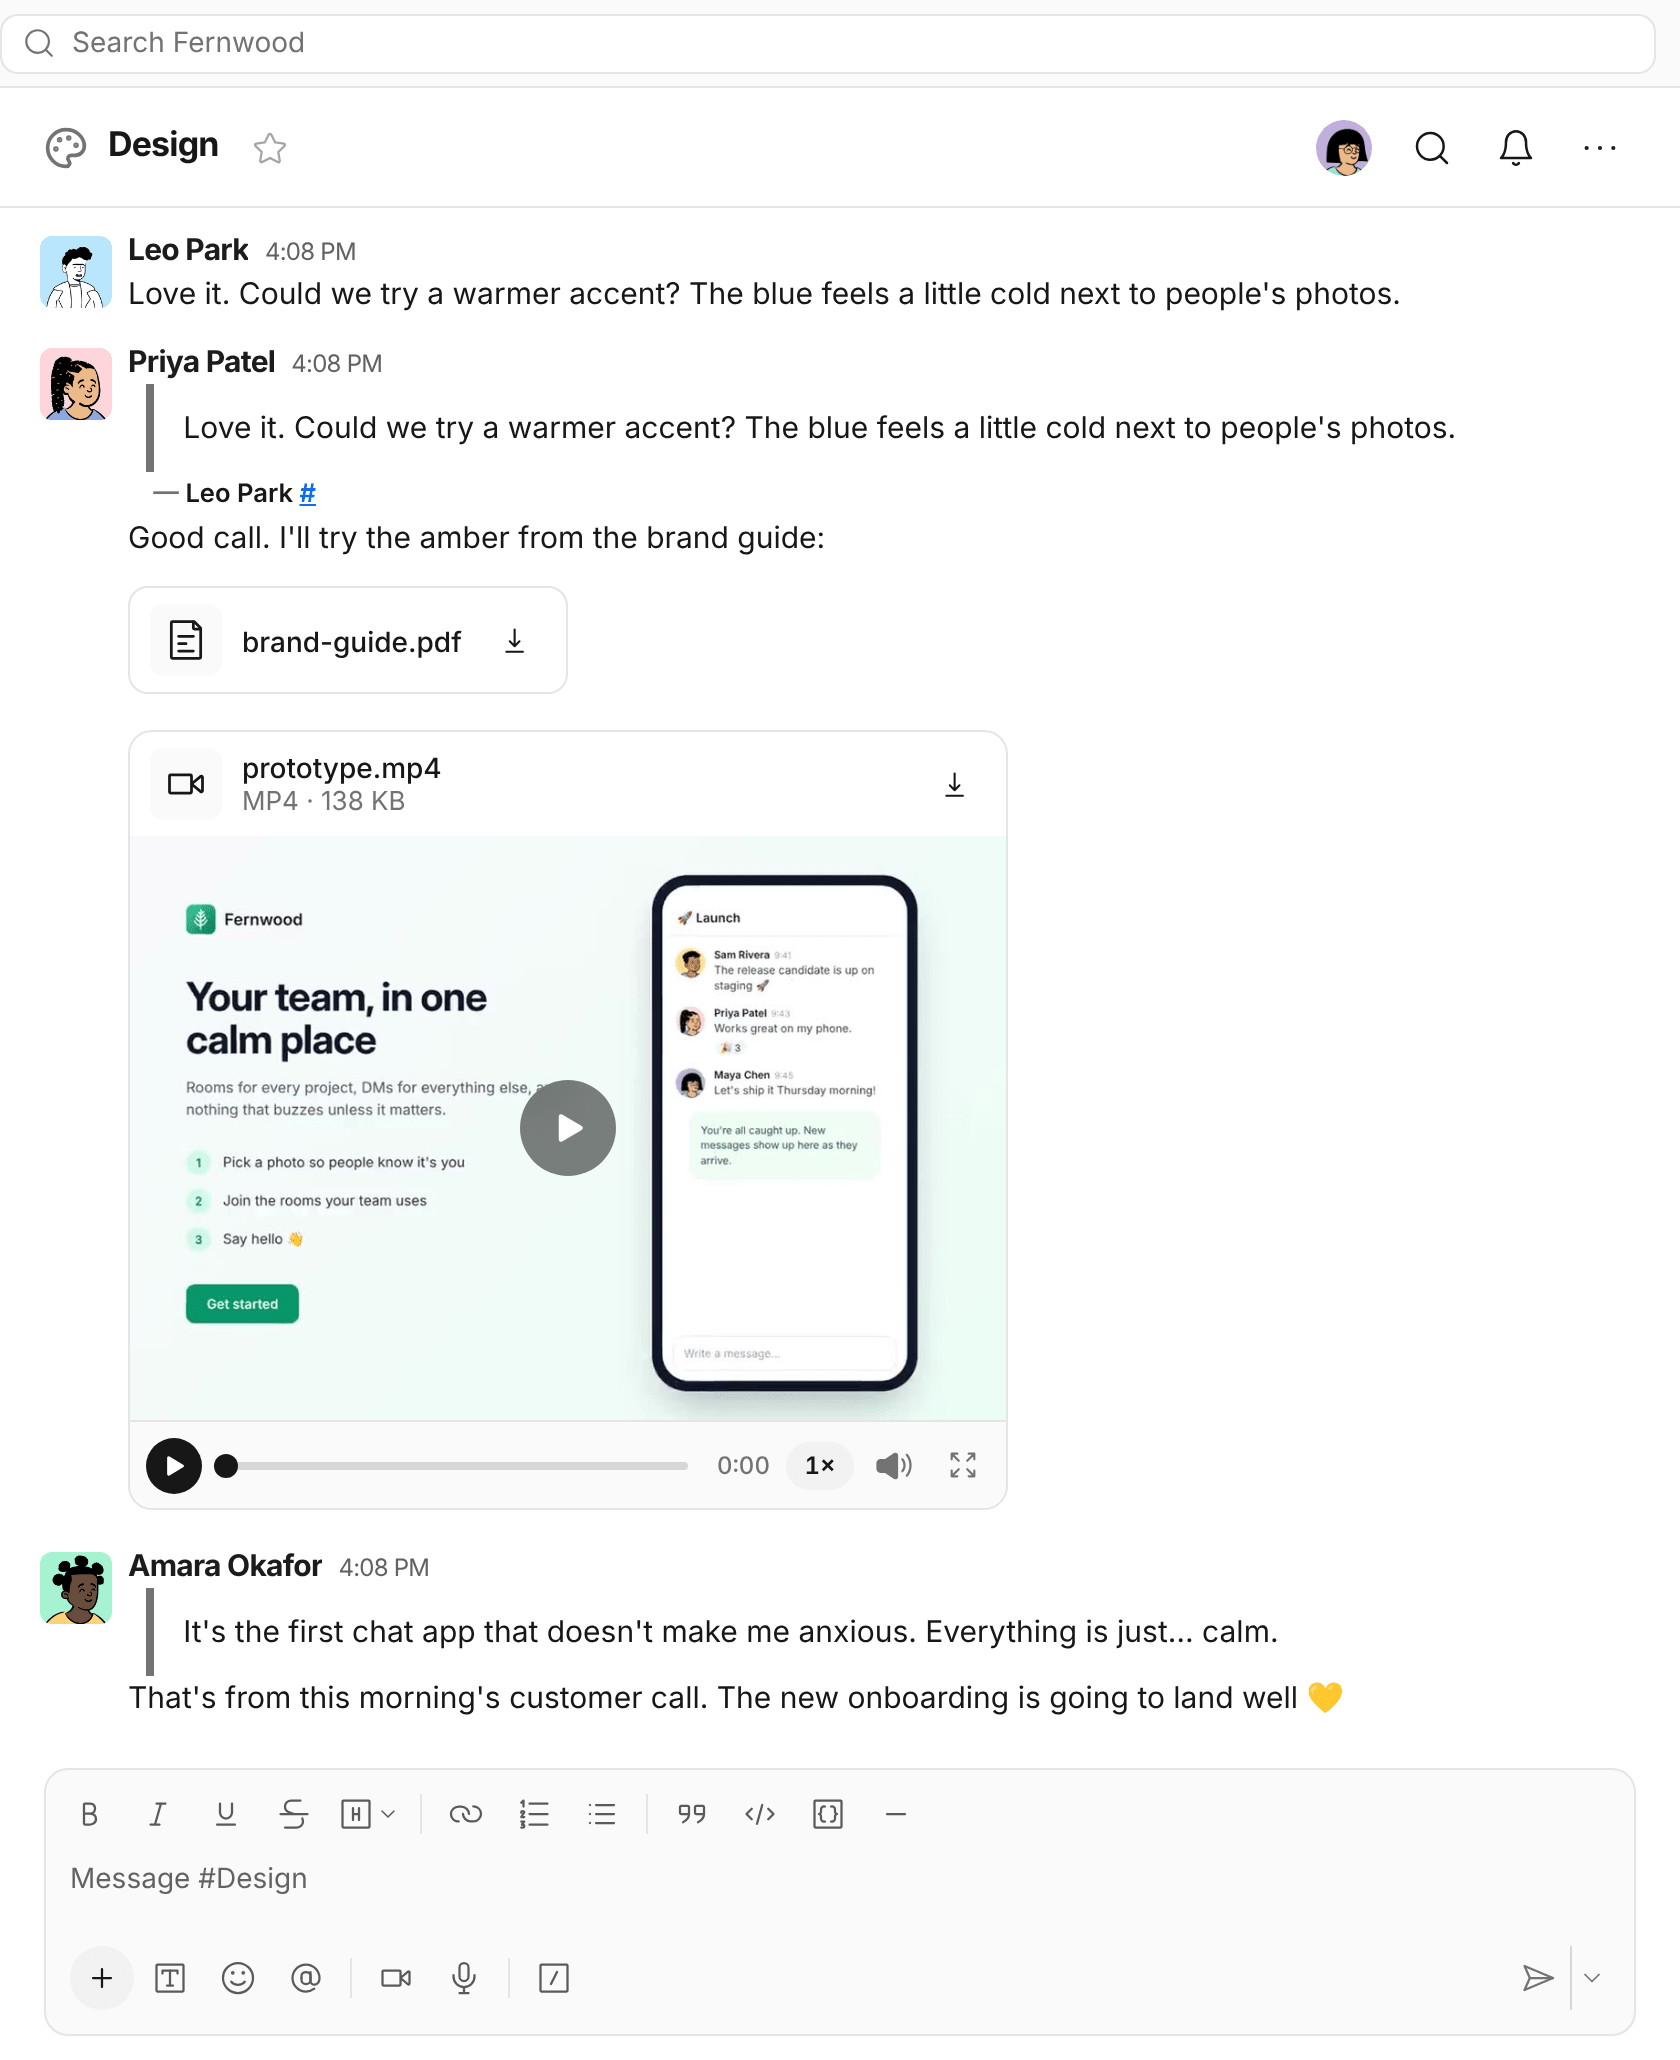 Search Fernwood
Design
Leo Park 4:08 PM
Love it. Could we try a warmer accent? The blue feels a little cold next to people's photos.
Priya Patel 4:08 PM
Love it. Could we try a warmer accent? The blue feels a little cold next to people's photos.
— Leo Park #
Good call. I'll try the amber from the brand guide:
brand-guide.pdf
prototype.mp4
MP4 · 138 KB
Fernwood
Your team, in one
calm place
Rooms for every project, DMs for everything else,
nothing that buzzes unless it matters.
1 Pick a photo so people know it's you
2 Join the rooms your team uses
3 Say hello 👋
Get started
🚀 Launch
Sam Rivera 9:41
The release candidate is up on
staging 🚀
Priya Patel 9:43
Works great on my phone.
🎉 3
Maya Chen 9:45
Let's ship it Thursday morning!
You're all caught up. New
messages show up here as they
arrive.
Write a message...
0:00 1×
Amara Okafor 4:08 PM
It's the first chat app that doesn't make me anxious. Everything is just... calm.
That's from this morning's customer call. The new onboarding is going to land well 💛
Message #Design